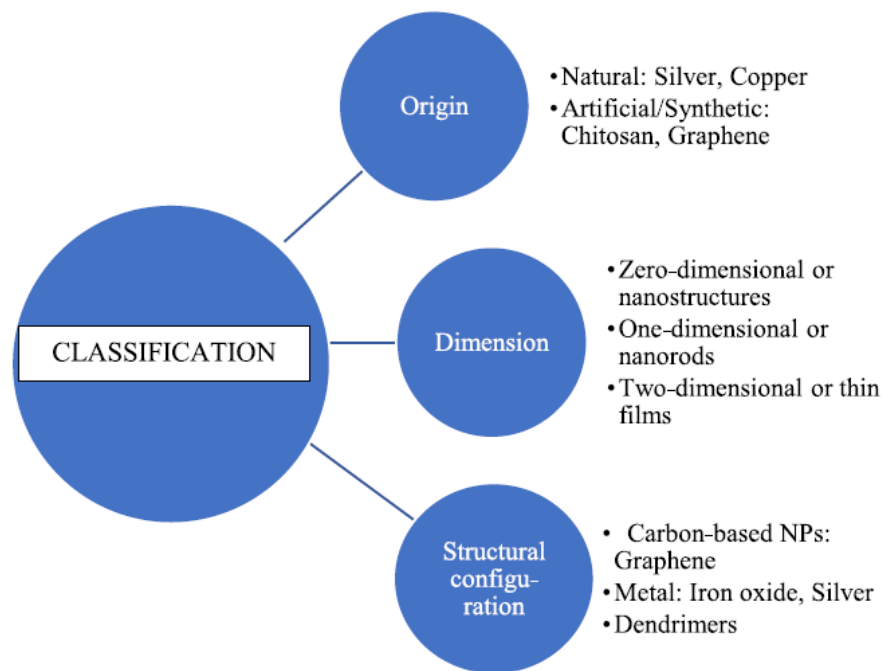 Origin
•Natural: Silver, Copper
•Artificial/Synthetic:
Chitosan, Graphene
CLASSIFICATION
Dimension
•Zero-dimensional or
nanostructures
•One-dimensional or
nanorods
•Two-dimensional or thin
films
Structural
configu-
ration
• Carbon-based NPs:
Graphene
•Metal: Iron oxide, Silver
•Dendrimers